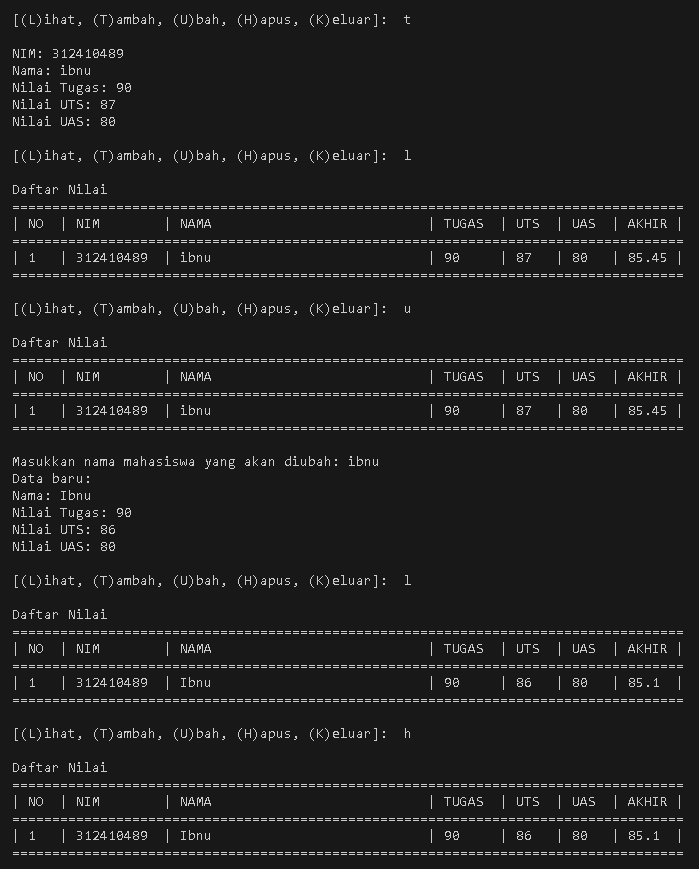 [(L)ihat, (T)ambah, (U)bah, (H)apus, (K)eluar]:  t
NIM: 312410489
Nama: ibnu
Nilai Tugas: 90
Nilai UTS: 87
Nilai UAS: 80
[(L)ihat, (T)ambah, (U)bah, (H)apus, (K)eluar]:  l
Daftar Nilai
====================================================================================
| NO  | NIM        | NAMA                           | TUGAS  | UTS  | UAS  | AKHIR |
====================================================================================
| 1   | 312410489  | ibnu                           | 90     | 87   | 80   | 85.45 |
====================================================================================
[(L)ihat, (T)ambah, (U)bah, (H)apus, (K)eluar]:  u
Daftar Nilai
====================================================================================
| NO  | NIM        | NAMA                           | TUGAS  | UTS  | UAS  | AKHIR |
====================================================================================
| 1   | 312410489  | ibnu                           | 90     | 87   | 80   | 85.45 |
====================================================================================
Masukkan nama mahasiswa yang akan diubah: ibnu
Data baru:
Nama: Ibnu
Nilai Tugas: 90
Nilai UTS: 86
Nilai UAS: 80
[(L)ihat, (T)ambah, (U)bah, (H)apus, (K)eluar]:  l
Daftar Nilai
====================================================================================
| NO  | NIM        | NAMA                           | TUGAS  | UTS  | UAS  | AKHIR |
====================================================================================
| 1   | 312410489  | Ibnu                           | 90     | 86   | 80   | 85.1  |
====================================================================================
[(L)ihat, (T)ambah, (U)bah, (H)apus, (K)eluar]:  h
Daftar Nilai
====================================================================================
| NO  | NIM        | NAMA                           | TUGAS  | UTS  | UAS  | AKHIR |
====================================================================================
| 1   | 312410489  | Ibnu                           | 90     | 86   | 80   | 85.1  |
====================================================================================